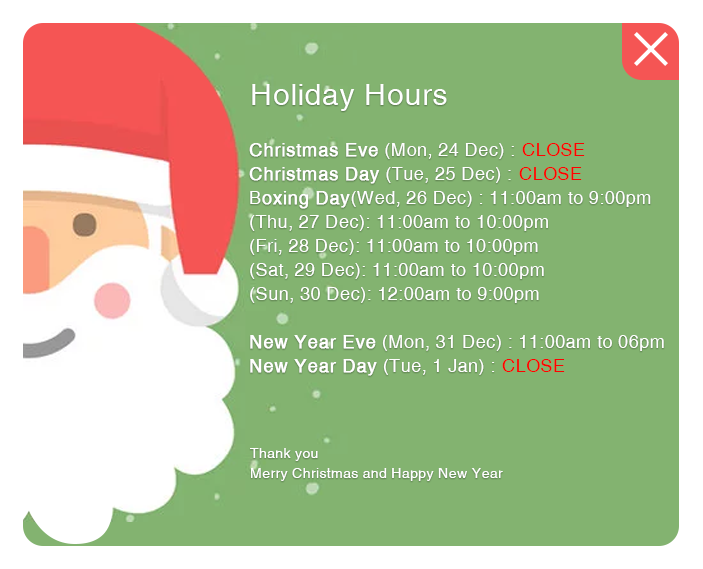 Holiday Hours
Christmas Eve (Mon, 24 Dec) : CLOSE
Christmas Day (Tue, 25 Dec) : CLOSE
Boxing Day(Wed, 26 Dec) : 11:00am to 9:00pm
(Thu, 27 Dec): 11:00am to 10:00pm
(Fri, 28 Dec): 11:00am to 10:00pm
(Sat, 29 Dec): 11:00am to 10:00pm
(Sun, 30 Dec): 12:00am to 9:00pm
New Year Eve (Mon, 31 Dec) : 11:00am to 06pm
New Year Day (Tue, 1 Jan) : CLOSE
Thank you
Merry Christmas and Happy New Year